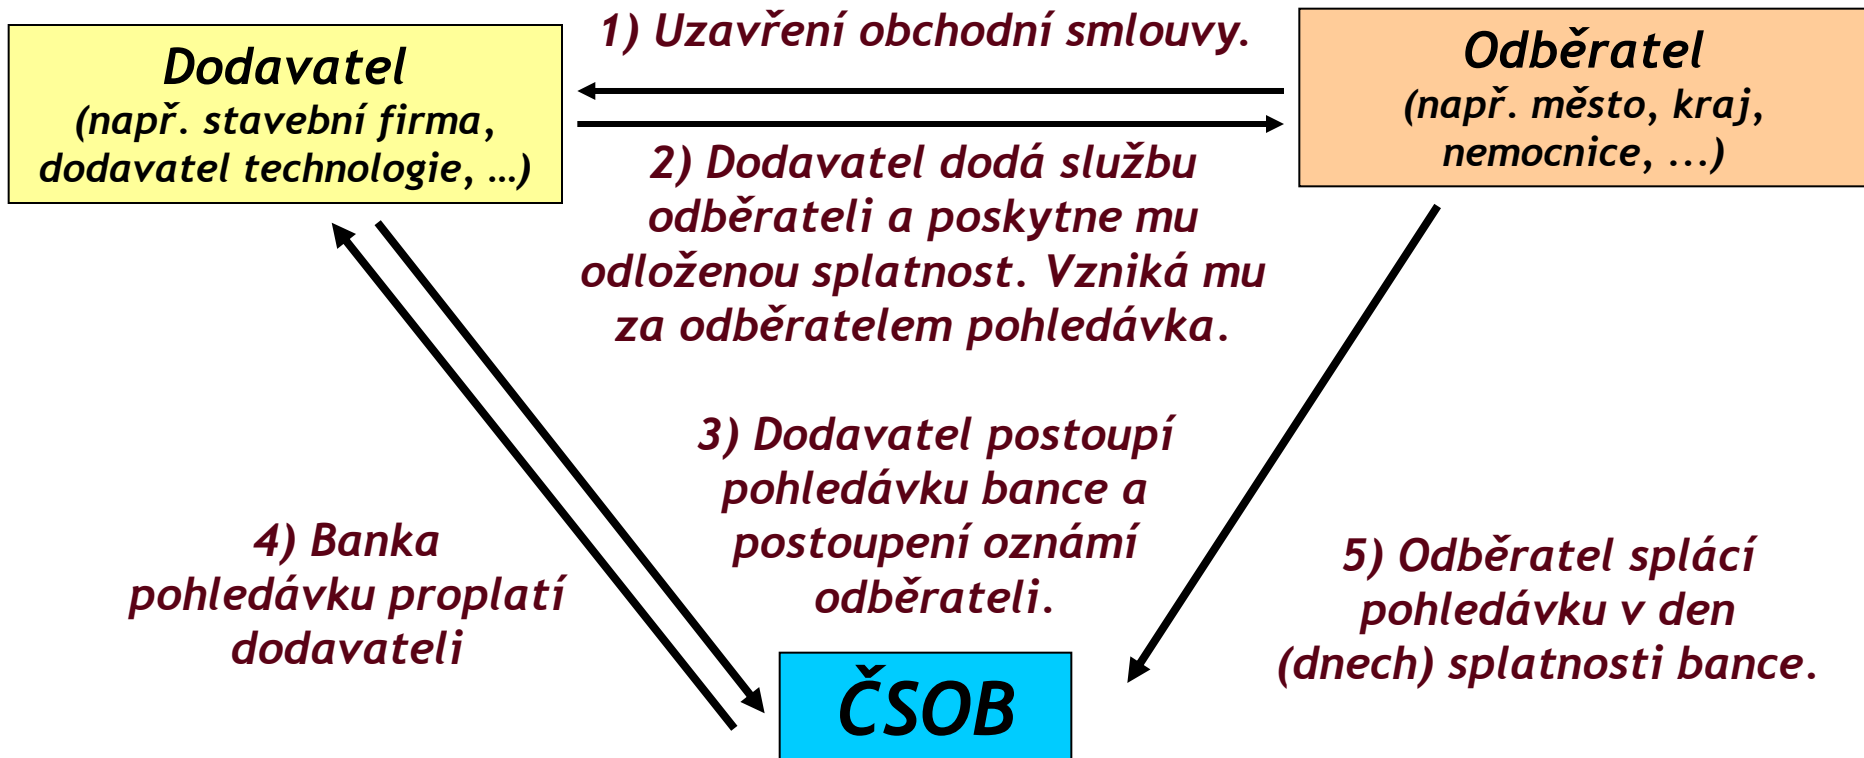 Dodavatel
(např. stavební firma,
dodavatel technologie, …)
1) Uzavření obchodní smlouvy.
Odběratel
(např. město, kraj,
nemocnice, ...)
2) Dodavatel dodá službu
odběrateli a poskytne mu
odloženou splatnost. Vzniká mu
za odběratelem pohledávka.
3) Dodavatel postoupí
pohledávku bance a
postoupení oznámí
odběrateli.
4) Banka
pohledávku proplatí
dodavateli
5) Odběratel splácí
pohledávku v den
(dnech) splatnosti bance.
ČSOB